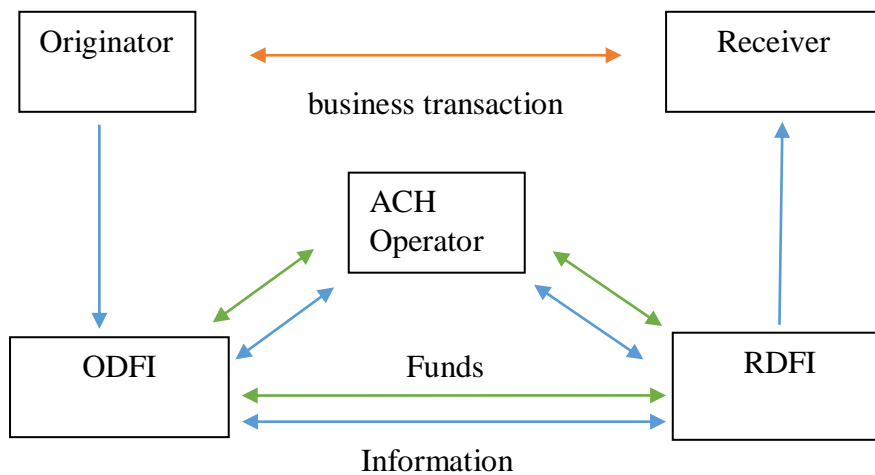 Originator
Receiver
business transaction
ACH
Operator
ODFI
Funds
RDFI
Information